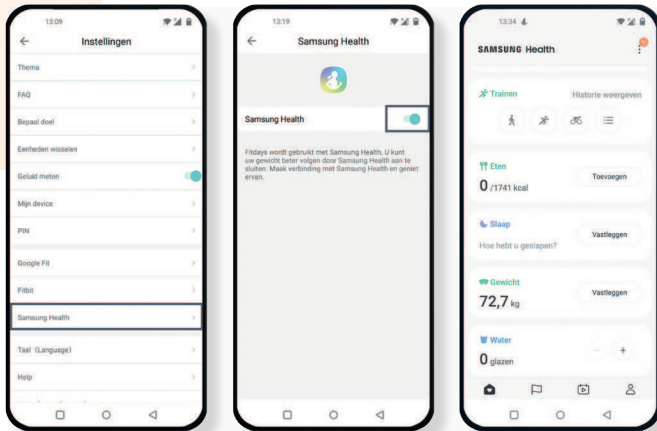 13:09
Instellingen
Thema
FAQ
Bepaal doel
Eenheden wisselen
Geluid meten
Mijn device
PIN
Google Fit
Fitbit
Samsung Health
Taal (Language)
Help
13:19
Samsung Health
Samsung Health
Fitdays wordt gebruikt met Samsung Health. U kunt
uw gewicht beter volgen door Samsung Health aan te
sluiten. Maak verbinding met Samsung Health en geniet
ervan.
13:34
SAMSUNG Health
Trainen
Historie weergeven
Eten
0 /1741 kcal
Toevoegen
Slaap
Hoe hebt u geslapen?
Vastleggen
Gewicht
72,7 kg
Vastleggen
Water
0 glazen
- +